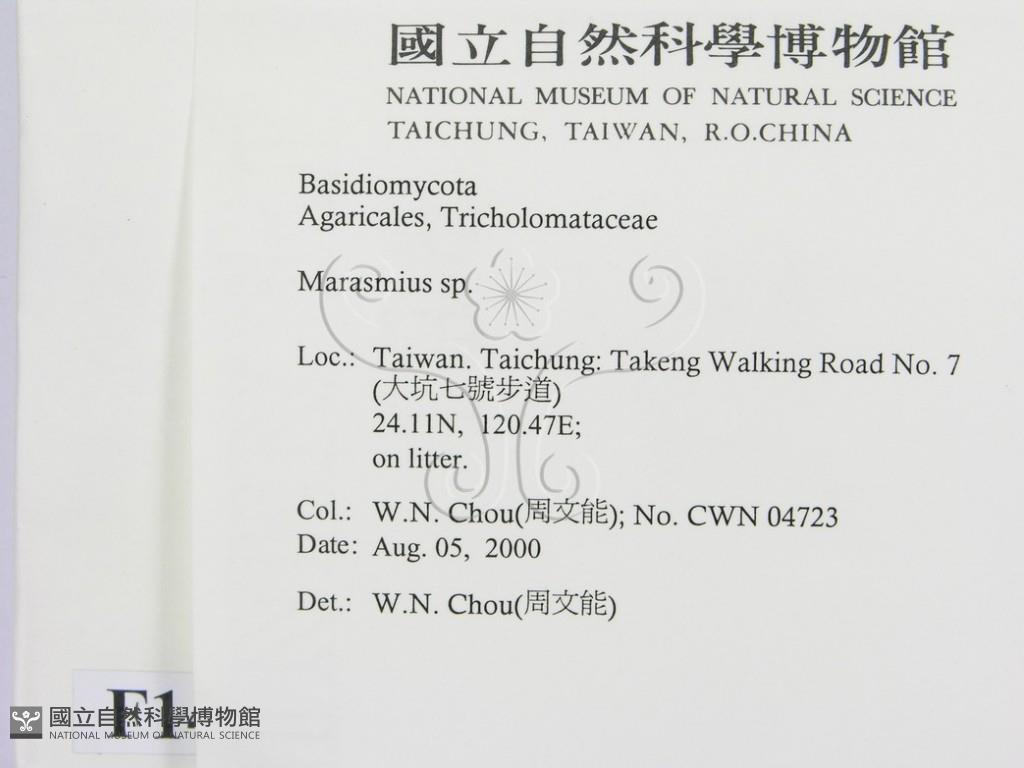 國立自然科學博物館
NATIONAL MUSEUM OF NATURAL SCIENCE
TAICHUNG, TAIWAN, R.O.CHINA
Basidiomycota
Agaricales, Tricholomataceae
Marasmius sp.
Loc.: Taiwan. Taichung: Takeng Walking Road No. 7
(大坑七號步道)
24.11N, 120.47E;
on litter.
Col.: W.N. Chou(周文能); No. CWN 04723
Date: Aug. 05, 2000
Det.: W.N. Chou(周文能)
國立自然科學博物館
NATIONAL MUSEUM OF NATURAL SCIENCE